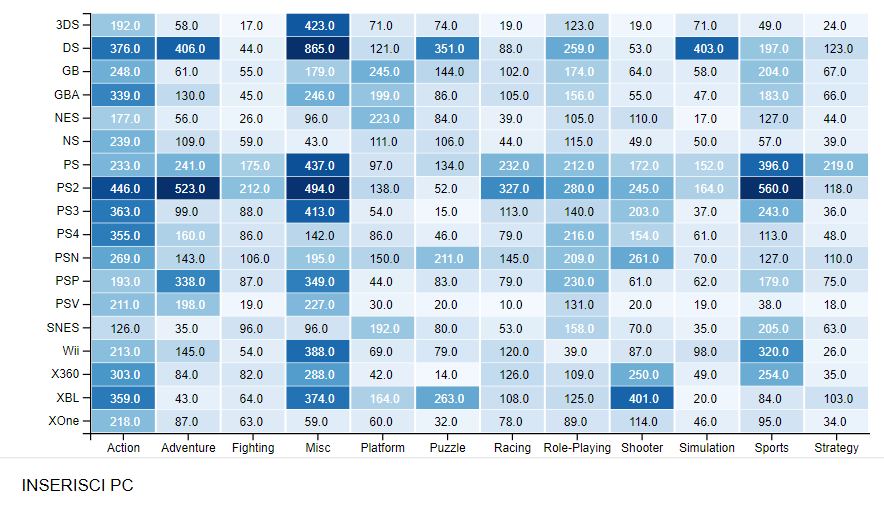 3DS 192.0 58.0 17.0 423.0 71.0 74.0 19.0 123.0 19.0 71.0 49.0 24.0
DS 376.0 406.0 44.0 865.0 121.0 351.0 88.0 259.0 53.0 403.0 197.0 123.0
GB 248.0 61.0 55.0 179.0 245.0 144.0 102.0 174.0 64.0 58.0 204.0 67.0
GBA 339.0 130.0 45.0 246.0 199.0 86.0 105.0 156.0 55.0 47.0 183.0 66.0
NES 177.0 56.0 26.0 96.0 223.0 84.0 39.0 105.0 110.0 17.0 127.0 44.0
NS 239.0 109.0 59.0 43.0 111.0 106.0 44.0 115.0 49.0 50.0 57.0 39.0
PS 233.0 241.0 175.0 437.0 97.0 134.0 232.0 212.0 172.0 152.0 396.0 219.0
PS2 446.0 523.0 212.0 494.0 138.0 52.0 327.0 280.0 245.0 164.0 560.0 118.0
PS3 363.0 99.0 88.0 413.0 54.0 15.0 113.0 140.0 203.0 37.0 243.0 36.0
PS4 355.0 160.0 86.0 142.0 86.0 46.0 79.0 216.0 154.0 61.0 113.0 48.0
PSN 269.0 143.0 106.0 195.0 150.0 211.0 145.0 209.0 261.0 70.0 127.0 110.0
PSP 193.0 338.0 87.0 349.0 44.0 83.0 79.0 230.0 61.0 62.0 179.0 75.0
PSV 211.0 198.0 19.0 227.0 30.0 20.0 10.0 131.0 20.0 19.0 38.0 18.0
SNES 126.0 35.0 96.0 96.0 192.0 80.0 53.0 158.0 70.0 35.0 205.0 63.0
Wii 213.0 145.0 54.0 388.0 69.0 79.0 120.0 39.0 87.0 98.0 320.0 26.0
X360 303.0 84.0 82.0 288.0 42.0 14.0 126.0 109.0 250.0 49.0 254.0 35.0
XBL 359.0 43.0 64.0 374.0 164.0 263.0 108.0 125.0 401.0 20.0 84.0 103.0
XOne 218.0 87.0 63.0 59.0 60.0 32.0 78.0 89.0 114.0 46.0 95.0 34.0
Action Adventure Fighting Misc Platform Puzzle Racing Role-Playing Shooter Simulation Sports Strategy
INSERISCI PC